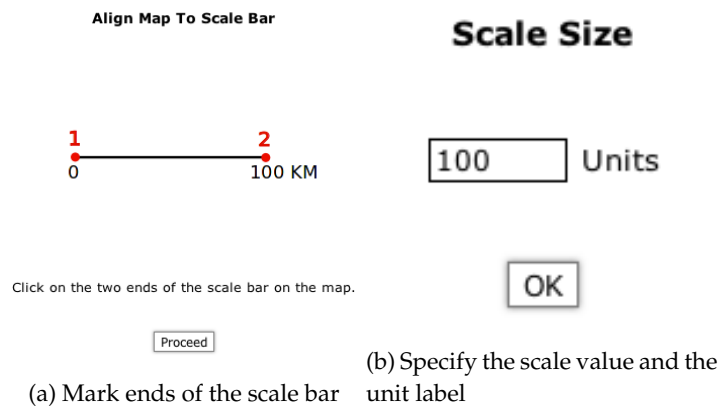 Align Map To Scale Bar
1 2
0 100 KM
Click on the two ends of the scale bar on the map.
Proceed
(a) Mark ends of the scale bar
Scale Size
100 Units
OK
(b) Specify the scale value and the
unit label